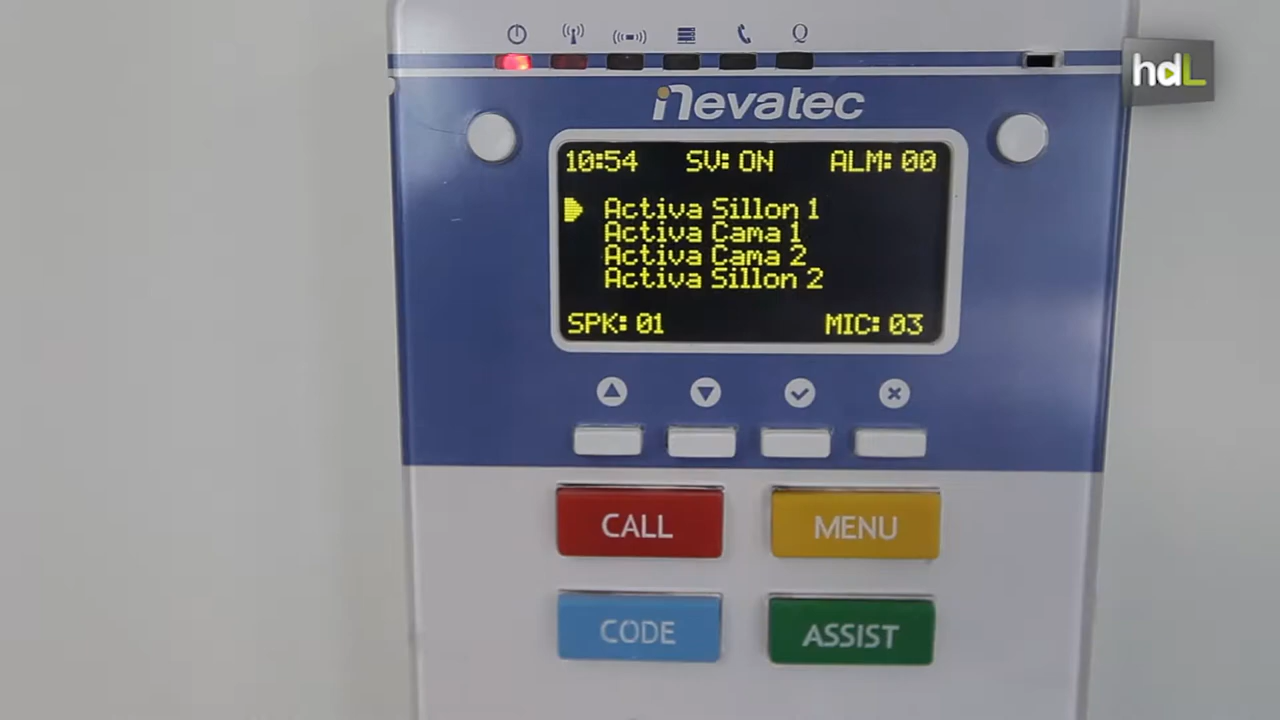 Q
hdL
inevatec
10:54 SV: ON ALM: 00
Activa Sillon 1
Activa Cama 1
Activa Cama 2
Activa Sillon 2
SPK: 01 MIC: 03
CALL MENU
CODE ASSIST